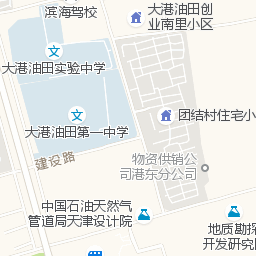 滨海驾校
大港油田创
业南里小区
大港油田实验中学
团结村住宅小
大港油田第一中学
建设路
物资供销公
司港东分公司
中国石油天然气
管道局天津设计院
地质勘探
开发研究院